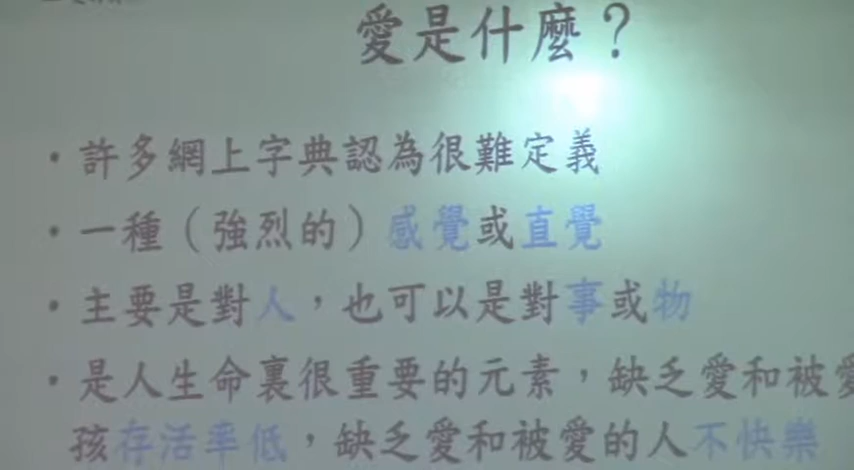 愛是什麼？
• 許多網上字典認為很難定義
• 一種（強烈的）感覺或直覺
• 主要是對人，也可以是對事或物
• 是人生命裏很重要的元素，缺乏愛和被愛
孩存活率低，缺乏愛和被愛的人不快樂